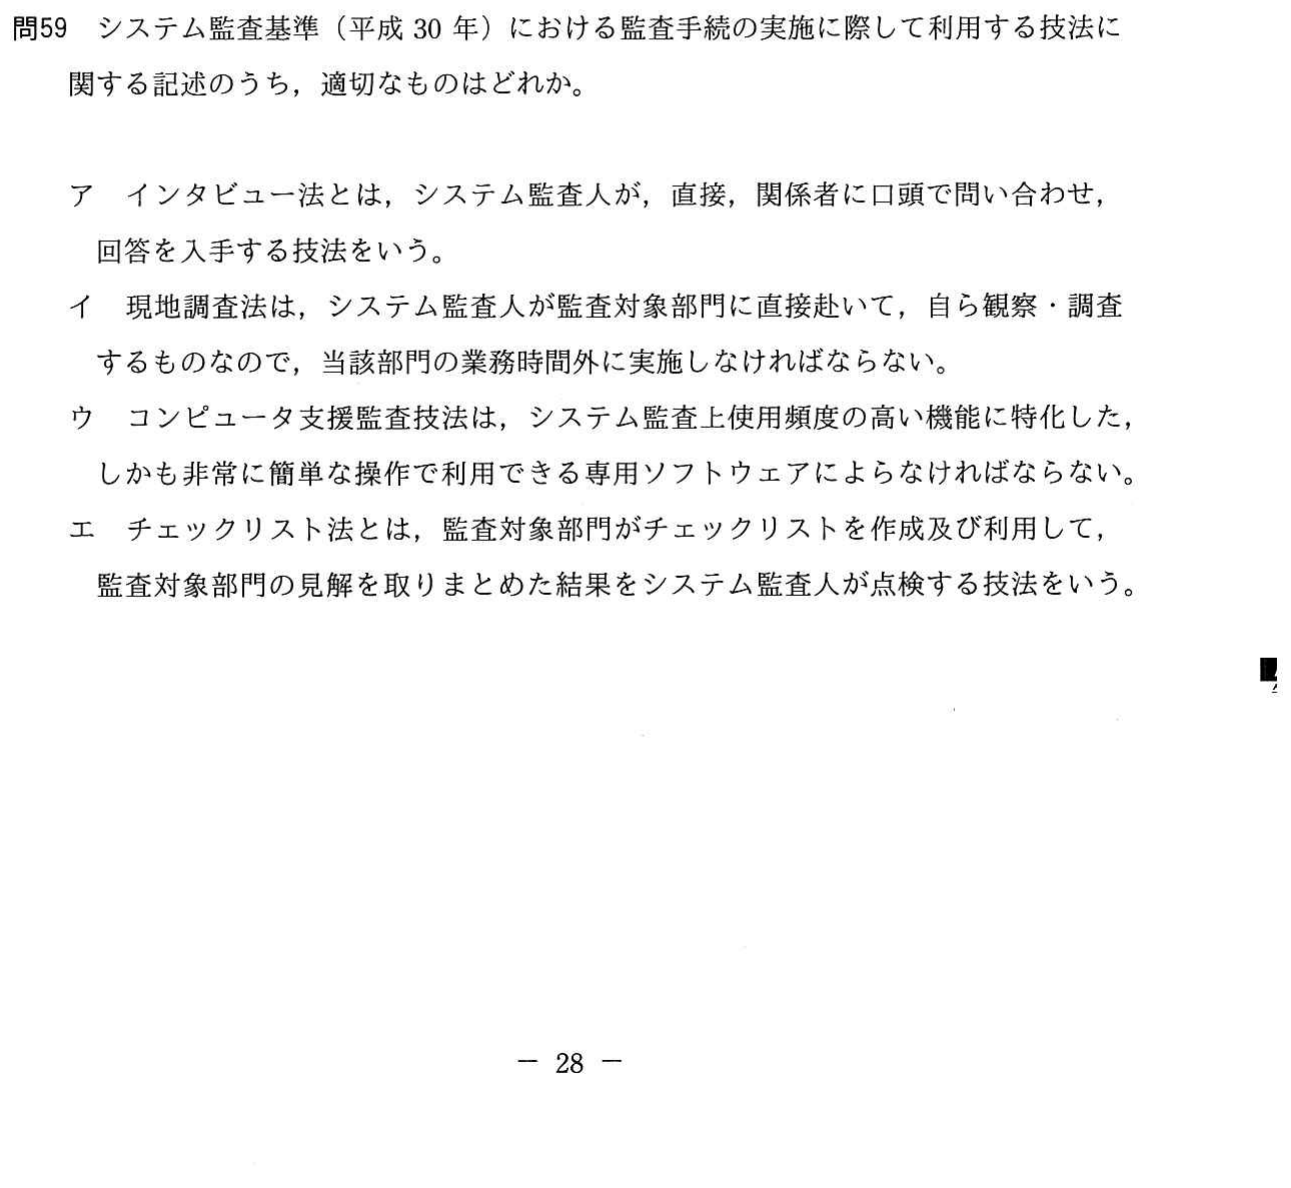 問59　システム監査基準（平成 30 年）における監査手続の実施に際して利用する技法に
関する記述のうち，適切なものはどれか。
ア　インタビュー法とは，システム監査人が，直接，関係者に口頭で問い合わせ，
回答を入手する技法をいう。
イ　現地調査法は，システム監査人が監査対象部門に直接赴いて，自ら観察・調査
するものなので，当該部門の業務時間外に実施しなければならない。
ウ　コンピュータ支援監査技法は，システム監査上使用頻度の高い機能に特化した，
しかも非常に簡単な操作で利用できる専用ソフトウェアによらなければならない。
エ　チェックリスト法とは，監査対象部門がチェックリストを作成及び利用して，
監査対象部門の見解を取りまとめた結果をシステム監査人が点検する技法をいう。
－ 28 －